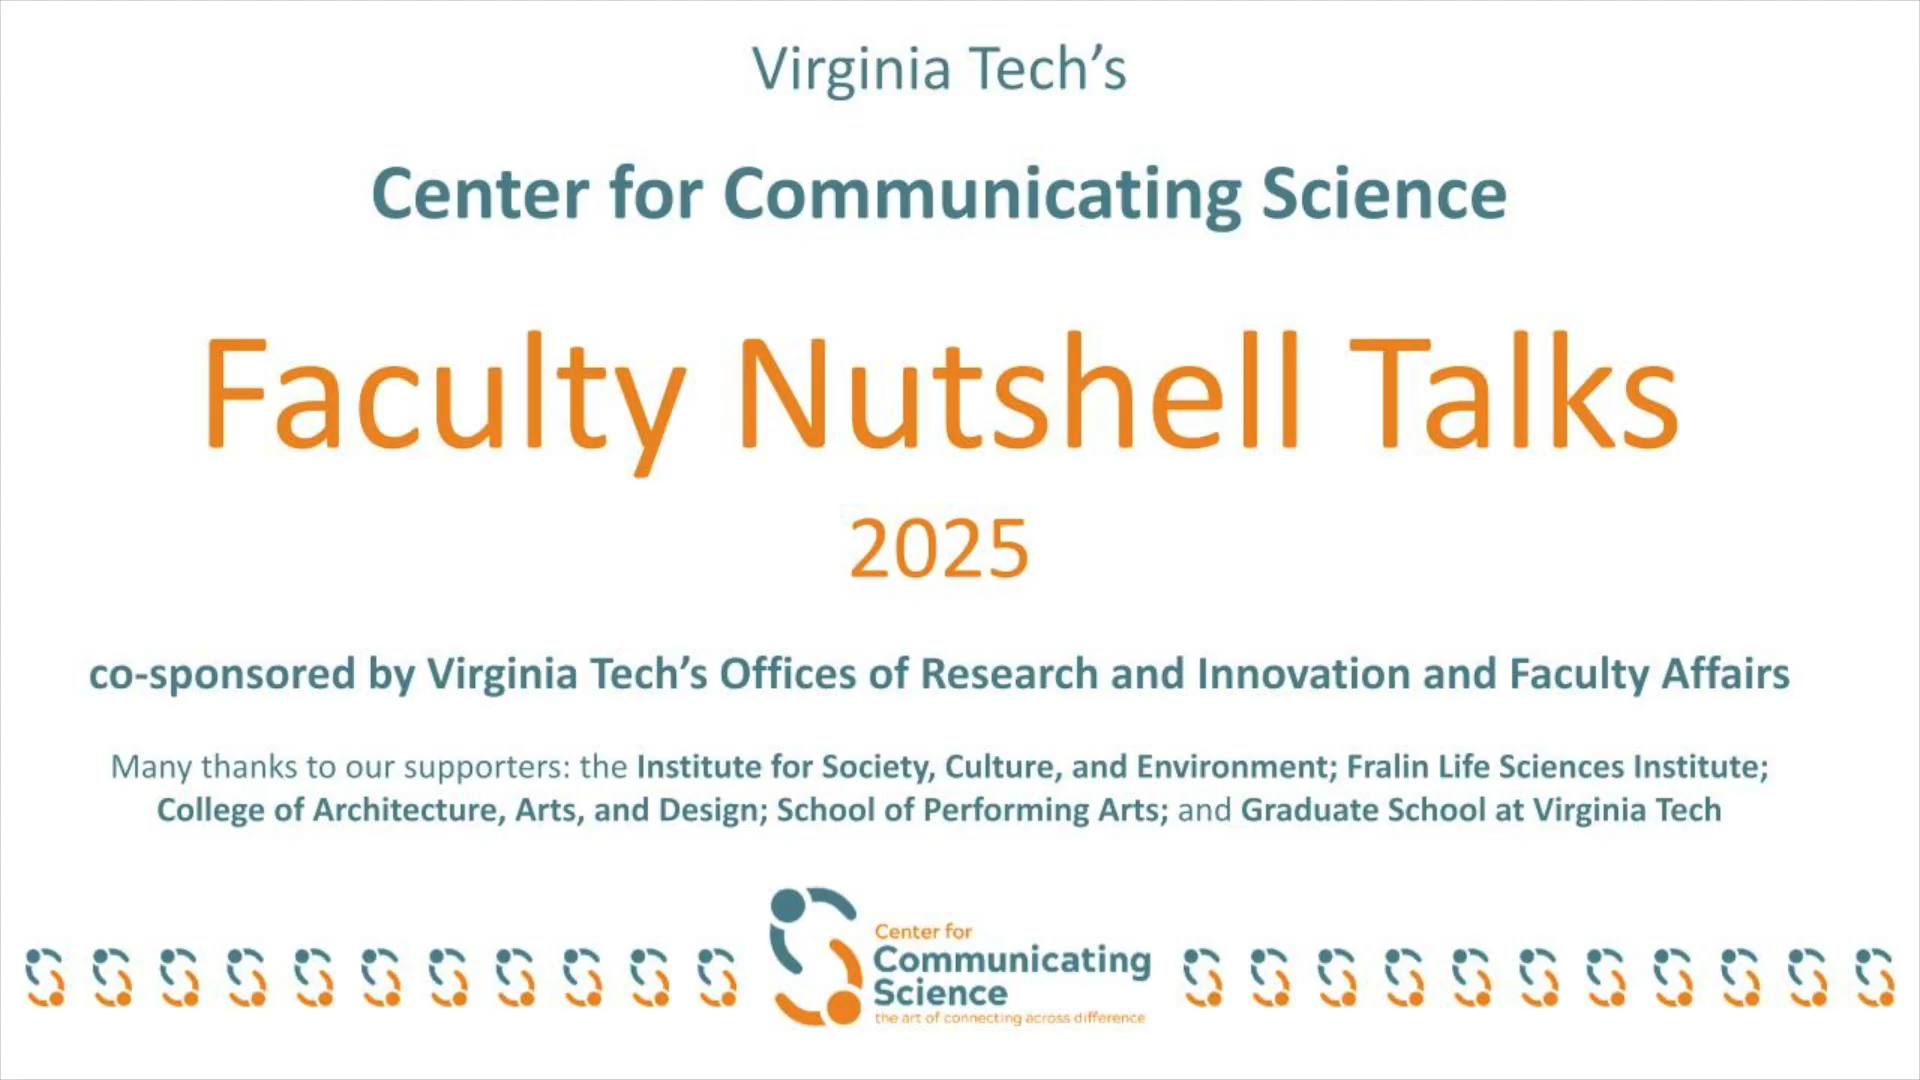 Virginia Tech’s
Center for Communicating Science
Faculty Nutshell Talks
2025
co-sponsored by Virginia Tech’s Offices of Research and Innovation and Faculty Affairs
Many thanks to our supporters: the Institute for Society, Culture, and Environment; Fralin Life Sciences Institute;
College of Architecture, Arts, and Design; School of Performing Arts; and Graduate School at Virginia Tech
Center for
Communicating
Science
the art of connecting across difference